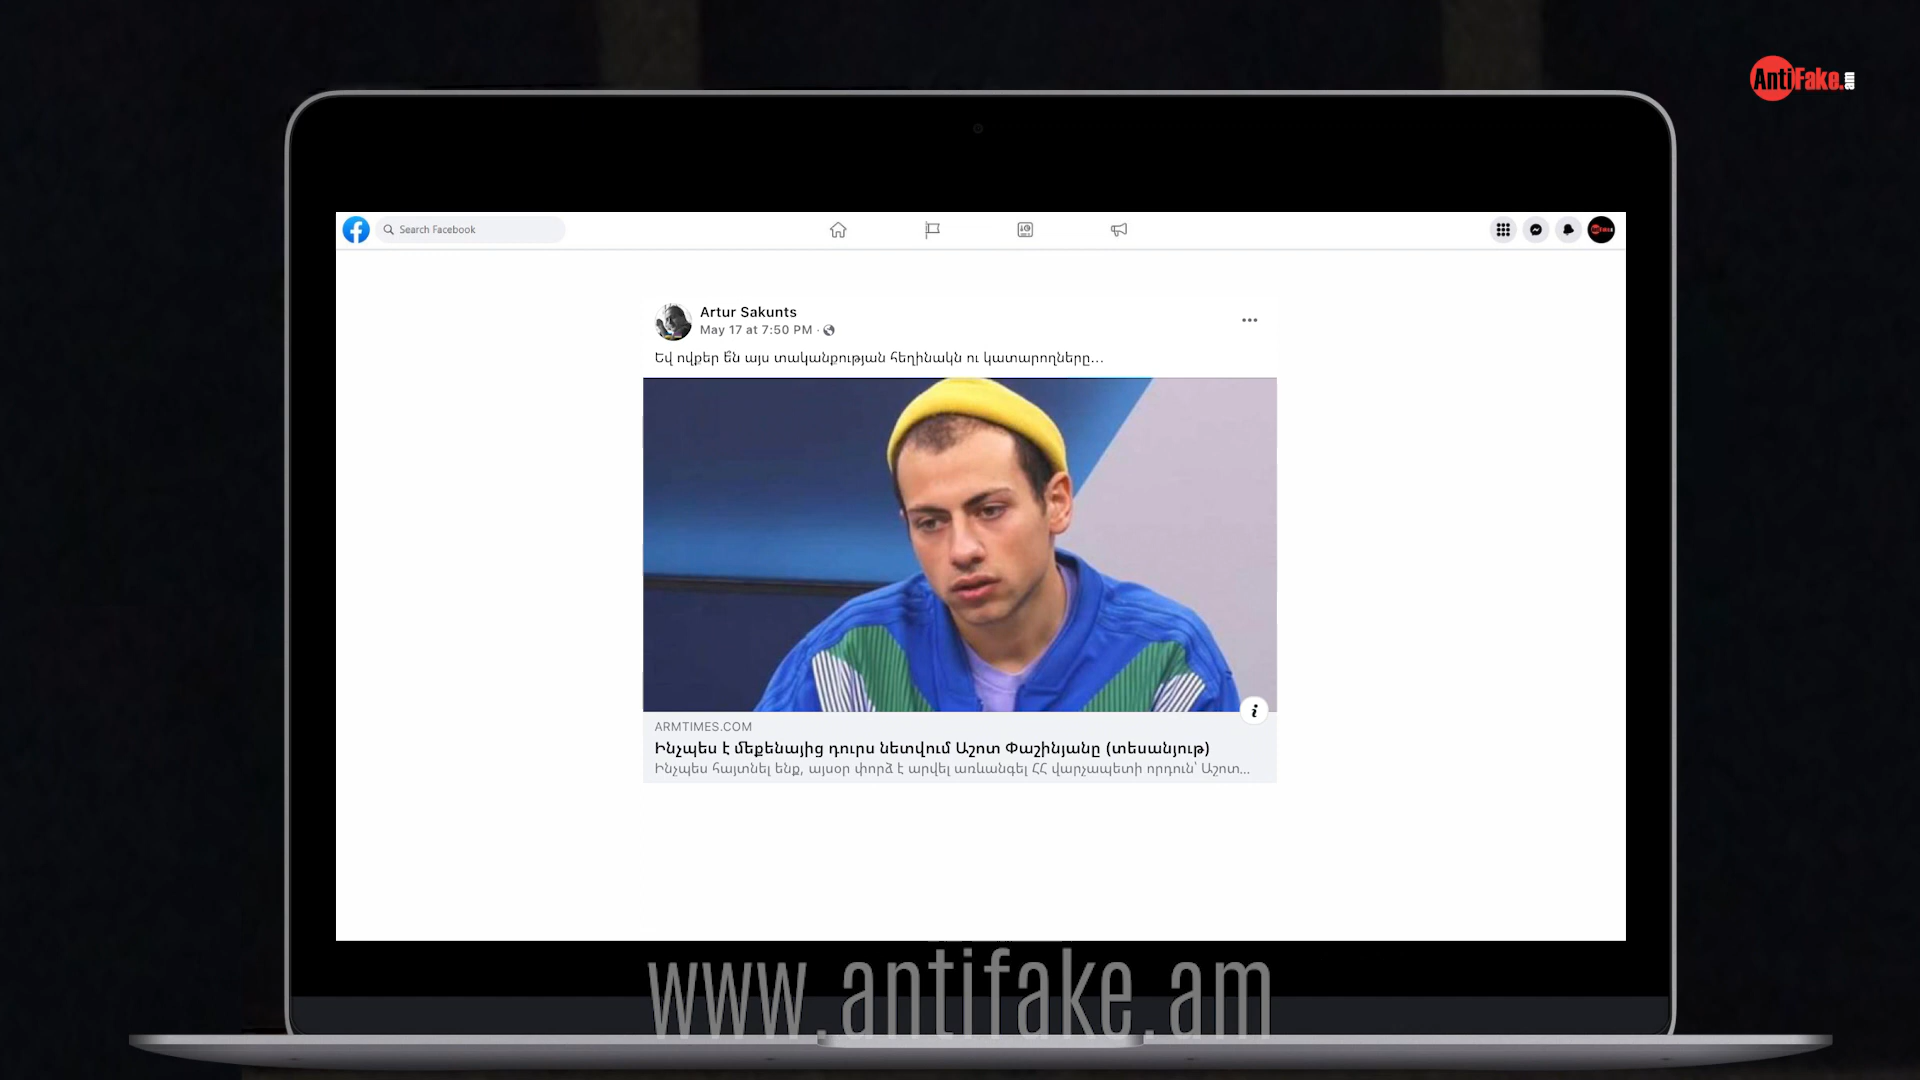 AntiFake.am
Search Facebook
Artur Sakunts
May 17 at 7:50 PM ·
Եվ ովքեր են՞ այս տականքության հեղինակն ու կատարողները…
ARMTIMES.COM
Ինչպես է մեքենայից դուրս նետվում Աշոտ Փաշինյանը (տեսանյութ)
Ինչպես հայտնել ենք, այսօր փորձ է արվել առևանգել ՀՀ վարչապետի որդուն՝ Աշոտ...
www.antifake.am